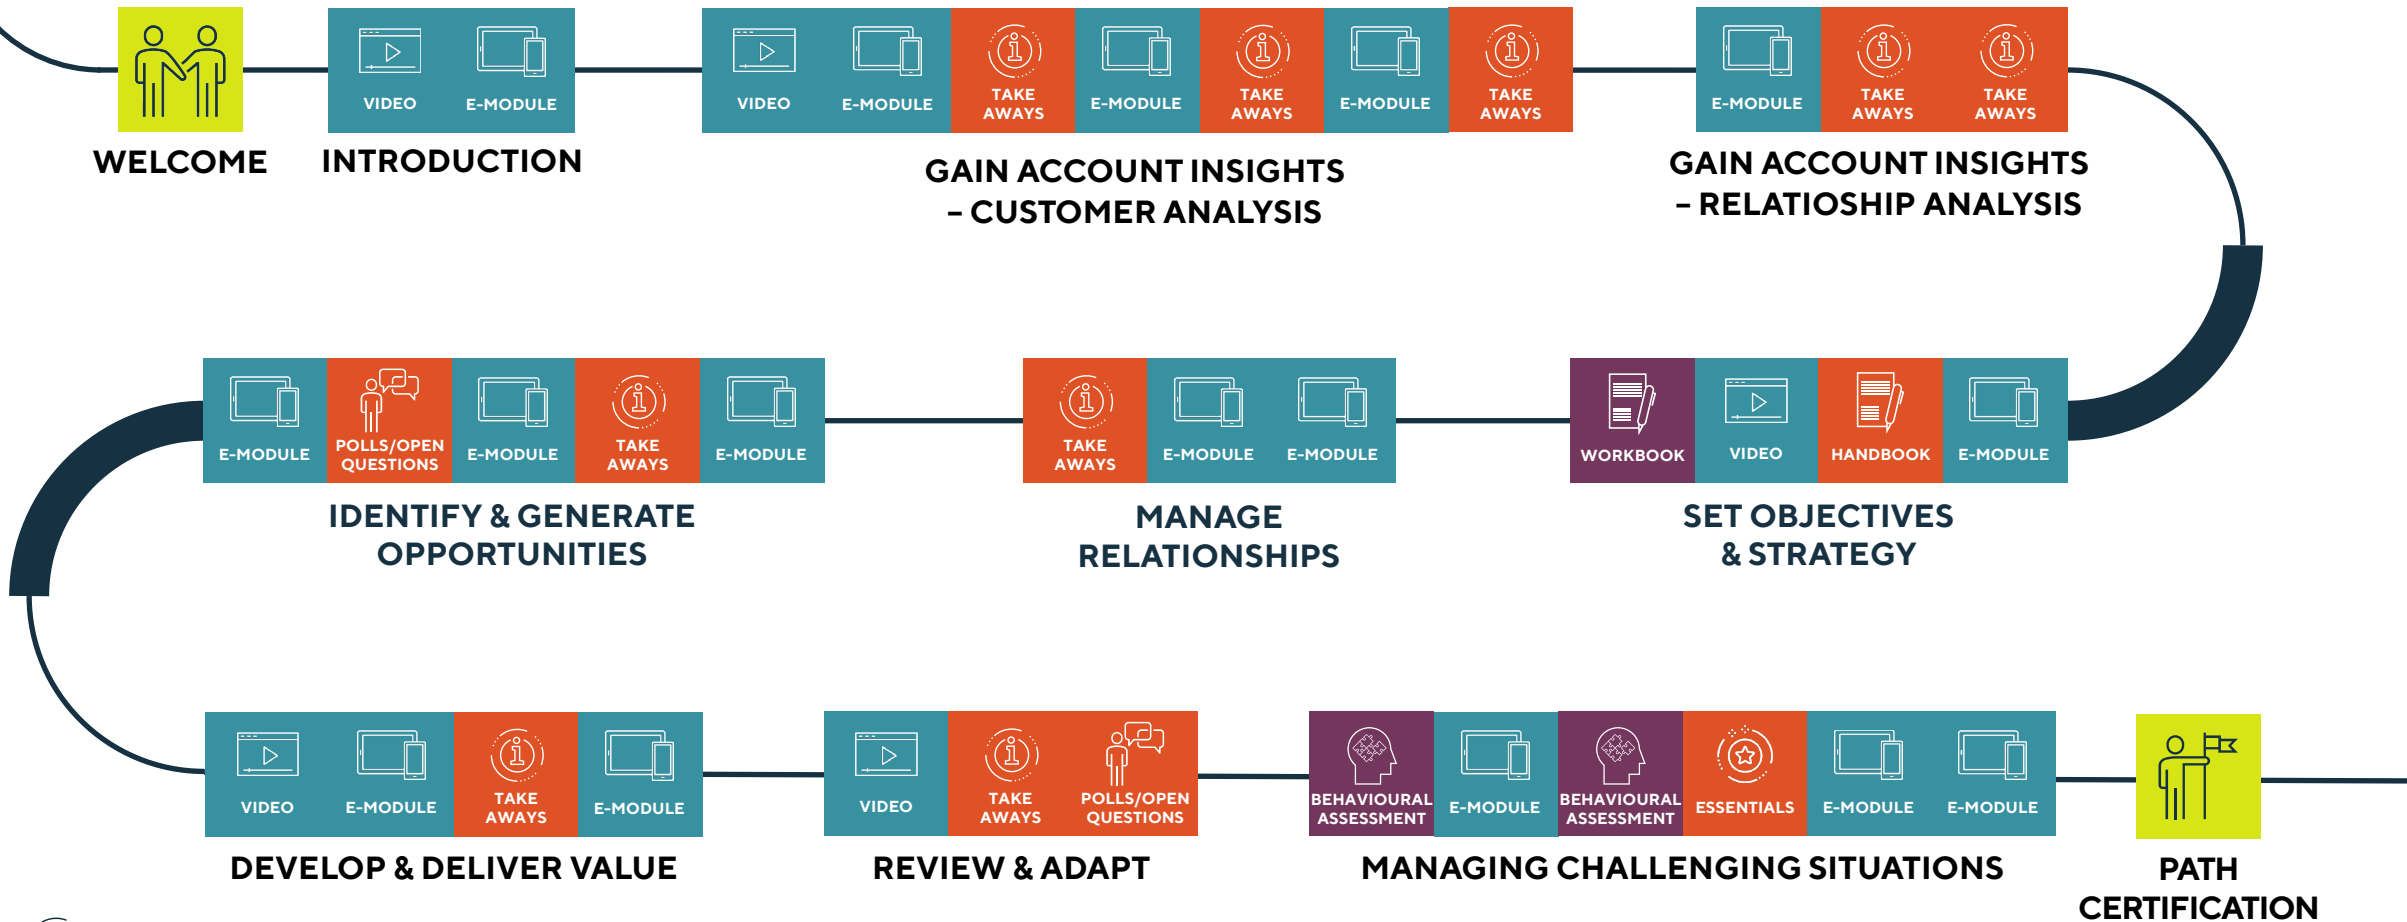 VIDEO
E-MODULE
VIDEO
E-MODULE
TAKE
AWAYS
E-MODULE
TAKE
AWAYS
E-MODULE
TAKE
AWAYS
E-MODULE
TAKE
AWAYS
TAKE
AWAYS
WELCOME
INTRODUCTION
GAIN ACCOUNT INSIGHTS
– CUSTOMER ANALYSIS
GAIN ACCOUNT INSIGHTS
– RELATIOSHIP ANALYSIS
E-MODULE
POLLS/OPEN
QUESTIONS
E-MODULE
TAKE
AWAYS
E-MODULE
TAKE
AWAYS
E-MODULE
E-MODULE
WORKBOOK
VIDEO
HANDBOOK
E-MODULE
IDENTIFY & GENERATE
OPPORTUNITIES
MANAGE
RELATIONSHIPS
SET OBJECTIVES
& STRATEGY
VIDEO
E-MODULE
TAKE
AWAYS
E-MODULE
VIDEO
TAKE
AWAYS
POLLS/OPEN
QUESTIONS
BEHAVIOURAL
ASSESSMENT
E-MODULE
BEHAVIOURAL
ASSESSMENT
ESSENTIALS
E-MODULE
E-MODULE
DEVELOP & DELIVER VALUE
REVIEW & ADAPT
MANAGING CHALLENGING SITUATIONS
PATH
CERTIFICATION